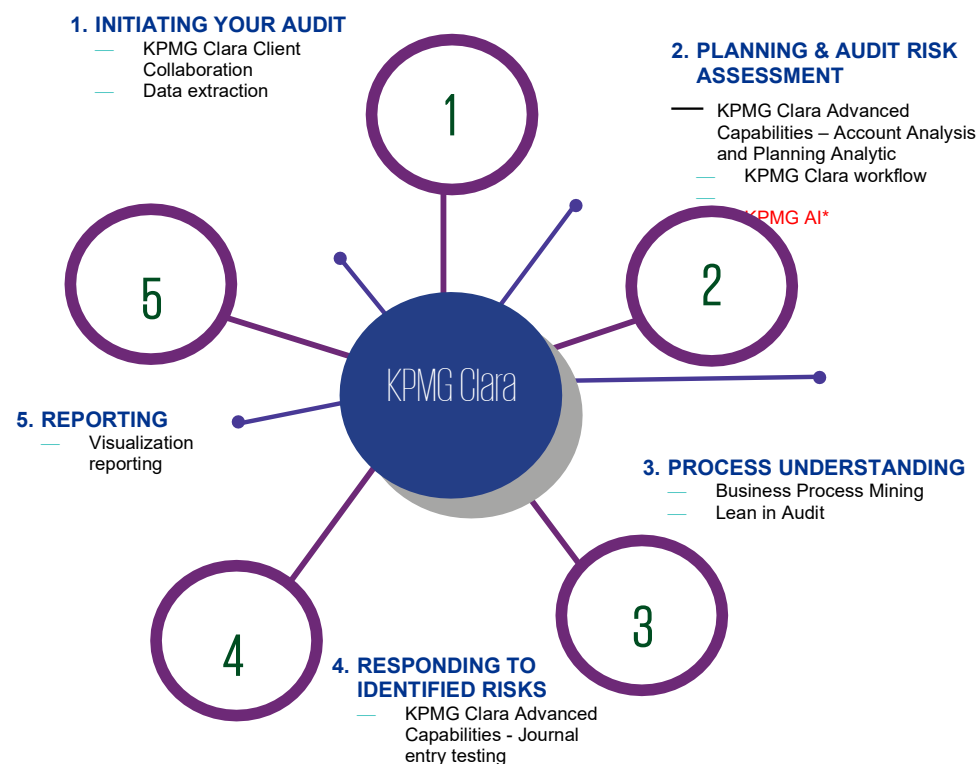 1. INITIATING YOUR AUDIT
— KPMG Clara Client
Collaboration
— Data extraction
1
2. PLANNING & AUDIT RISK
ASSESSMENT
— KPMG Clara Advanced
Capabilities – Account Analysis
and Planning Analytic
— KPMG Clara workflow
—
KPMG AI*
2
5
KPMG Clara
5. REPORTING
— Visualization
reporting
3. PROCESS UNDERSTANDING
— Business Process Mining
— Lean in Audit
3
4
4. RESPONDING TO
IDENTIFIED RISKS
— KPMG Clara Advanced
Capabilities - Journal
entry testing